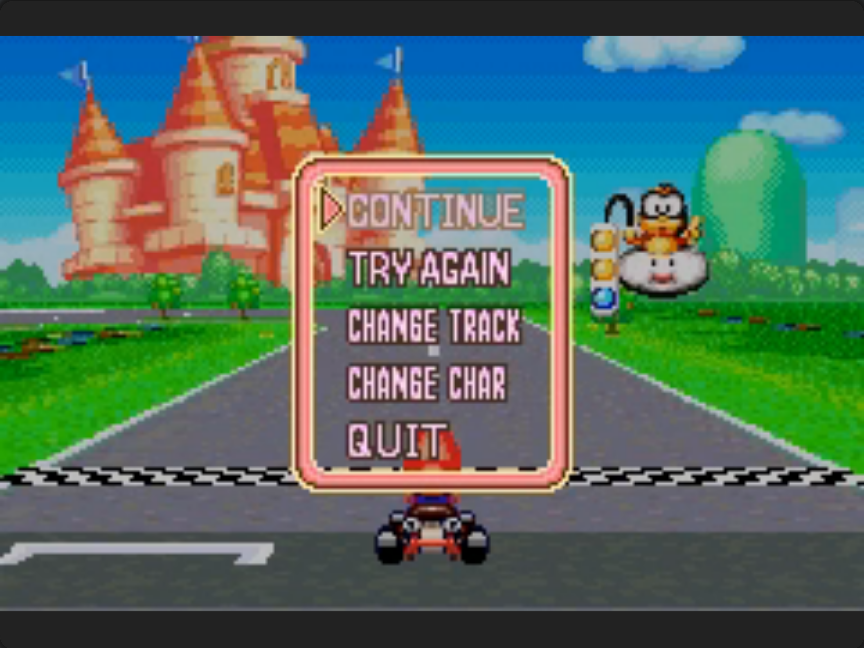 CONTINUE
TRY AGAIN
CHANGE TRACK
CHANGE CHAR
QUIT